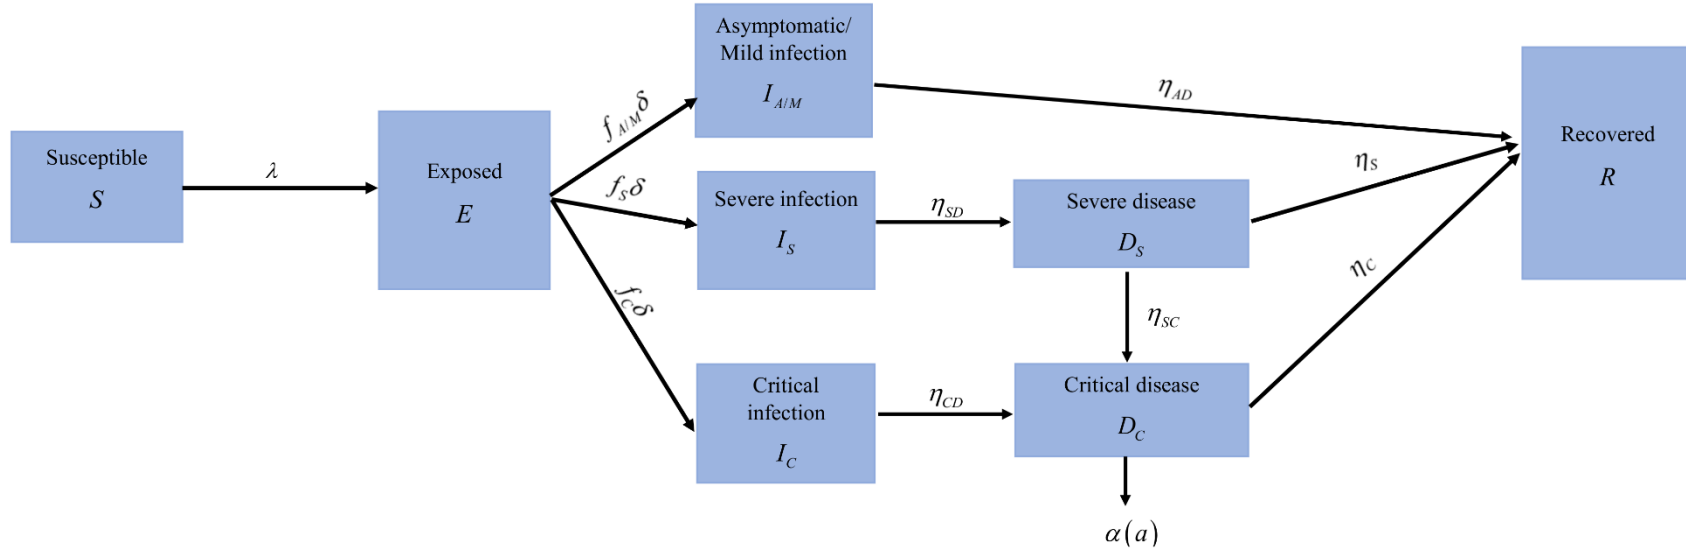 Susceptible
S
λ
Exposed
E
f_{A/M}δ
f_Sδ
f_Cδ
Asymptomatic/
Mild infection
I_{A/M}
Severe infection
I_S
Critical
infection
I_C
η_{AD}
η_{SD}
η_{CD}
Severe disease
D_S
η_{SC}
Critical disease
D_C
α(a)
η_S
η_C
Recovered
R